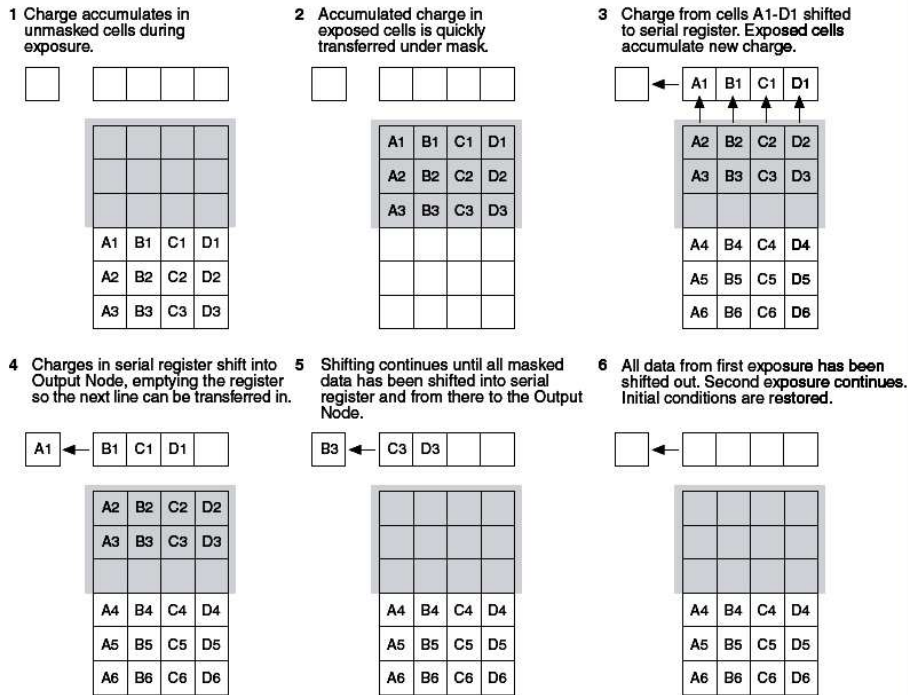 1 Charge accumulates in
unmasked cells during
exposure.
A1 B1 C1 D1
A2 B2 C2 D2
A3 B3 C3 D3
2 Accumulated charge in
exposed cells is quickly
transferred under mask.
A1 B1 C1 D1
A2 B2 C2 D2
A3 B3 C3 D3
3 Charge from cells A1-D1 shifted
to serial register. Exposed cells
accumulate new charge.
A1 B1 C1 D1
A2 B2 C2 D2
A3 B3 C3 D3
A4 B4 C4 D4
A5 B5 C5 D5
A6 B6 C6 D6
4 Charges in serial register shift into
Output Node, emptying the register
so the next line can be transferred in.
A1 B1 C1 D1
A2 B2 C2 D2
A3 B3 C3 D3
A4 B4 C4 D4
A5 B5 C5 D5
A6 B6 C6 D6
5 Shifting continues until all masked
data has been shifted into serial
register and from there to the Output
Node.
B3 C3 D3
A4 B4 C4 D4
A5 B5 C5 D5
A6 B6 C6 D6
6 All data from first exposure has been
shifted out. Second exposure continues.
Initial conditions are restored.
A4 B4 C4 D4
A5 B5 C5 D5
A6 B6 C6 D6